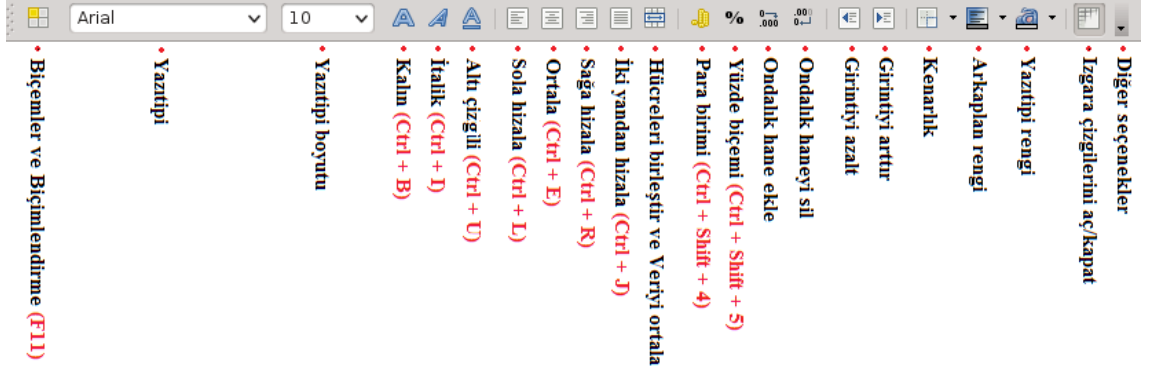 Arial
10
• Biçemler ve Biçimlendirme (F11)
• Yazıtipi
• Yazıtipi boyutu
• Kalın (Ctrl + B)
• İtalik (Ctrl + I)
• Altı çizgili (Ctrl + U)
• Sola hizala (Ctrl + L)
• Ortala (Ctrl + E)
• Sağa hizala (Ctrl + R)
• İki yandan hizala (Ctrl + J)
• Hücreleri birleştir ve Veriyi ortala
• Para birimi (Ctrl + Shift + 4)
• Yüzde biçemi (Ctrl + Shift + 5)
• Ondalık hane ekle
• Ondalık haneyi sil
• Girintiyi azalt
• Girintiyi arttır
• Kenarlık
• Arkaplan rengi
• Yazıtipi rengi
• Izgara çizgilerini aç/kapat
• Diğer seçenekler